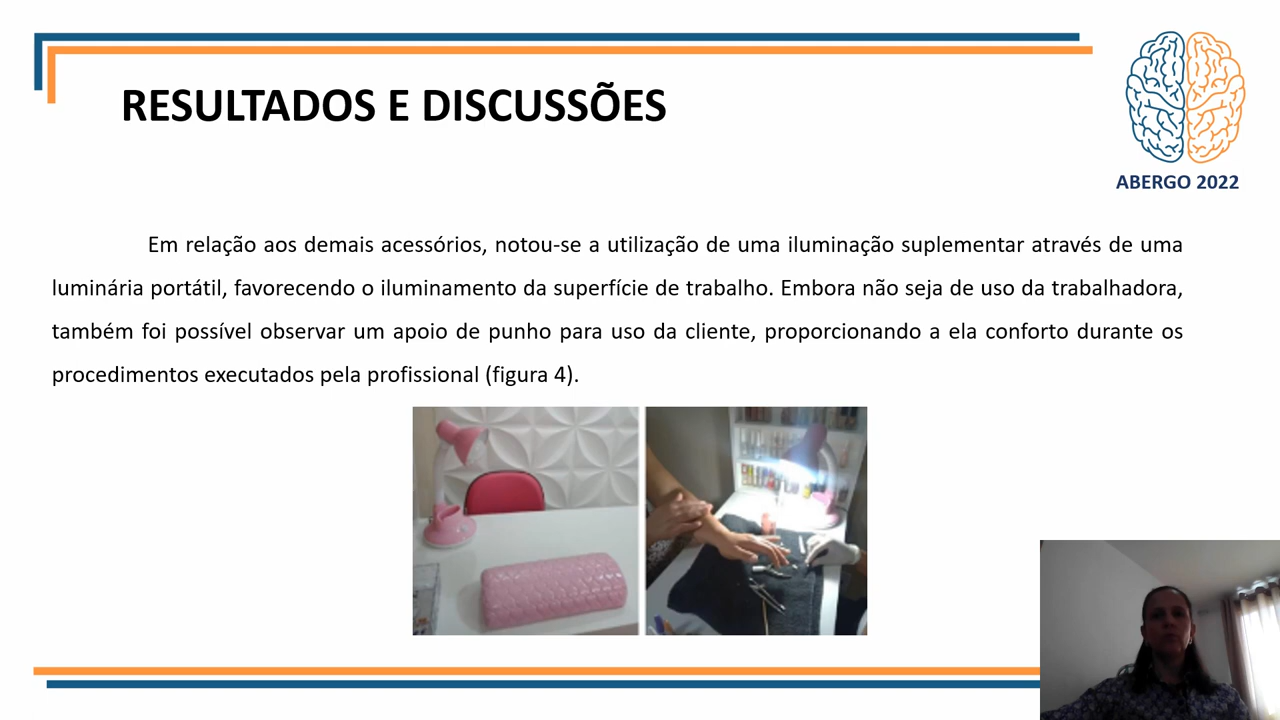 RESULTADOS E DISCUSSÕES
ABERGO 2022
Em relação aos demais acessórios, notou-se a utilização de uma iluminação suplementar através de uma
luminária portátil, favorecendo o iluminamento da superfície de trabalho. Embora não seja de uso da trabalhadora,
também foi possível observar um apoio de punho para uso da cliente, proporcionando a ela conforto durante os
procedimentos executados pela profissional (figura 4).